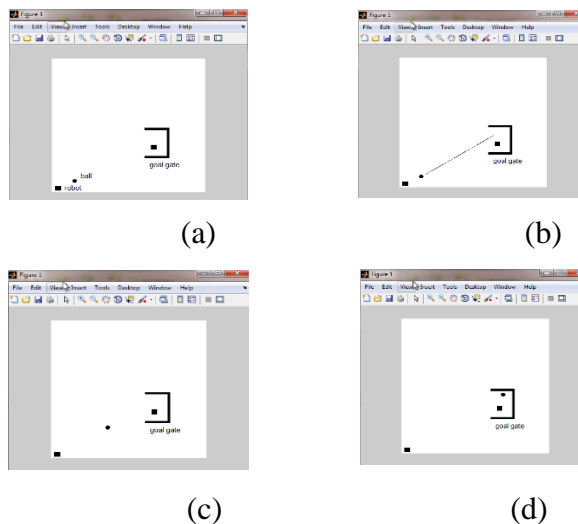 Figure 1
File Edit View Insert Tools Desktop Window Help
goal gate
ball
robot
(a)
Figure 1
File Edit View Insert Tools Desktop Window Help
goal gate
(b)
Figure 1
File Edit View Insert Tools Desktop Window Help
goal gate
(c)
Figure 1
File Edit View Insert Tools Desktop Window Help
goal gate
(d)